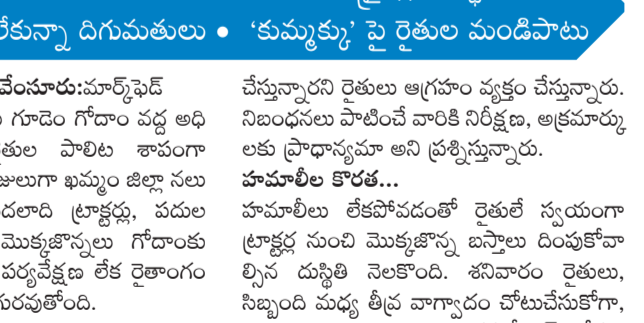 లేకున్నా దిగుమతులు • 'కుమ్మక్కు' పై రైతుల మండిపాటు
వేంసూరు:మార్క్‌ఫెడ్
గూడెం గోదాం వద్ద అధి
తుల పాలిట శాపంగా
జులుగా ఖమ్మం జిల్లా నలు
దలాది ట్రాక్టర్లు, పదుల
మొక్కజొన్నలు గోదాంకు
పర్యవేక్షణ లేక రైతాంగం
గురవుతోంది.
చేస్తున్నారని రైతులు ఆగ్రహం వ్యక్తం చేస్తున్నారు.
నిబంధనలు పాటించే వారికి నిరీక్షణ, అక్రమార్కు
లకు ప్రాధాన్యమా అని ప్రశ్నిస్తున్నారు.
హమాలీల కొరత...
హమాలీలు లేకపోవడంతో రైతులే స్వయంగా
ట్రాక్టర్ల నుంచి మొక్కజొన్న బస్తాలు దింపుకోవా
ల్సిన దుస్థితి నెలకొంది. శనివారం రైతులు,
సిబ్బంది మధ్య తీవ్ర వాగ్వాదం చోటుచేసుకోగా,